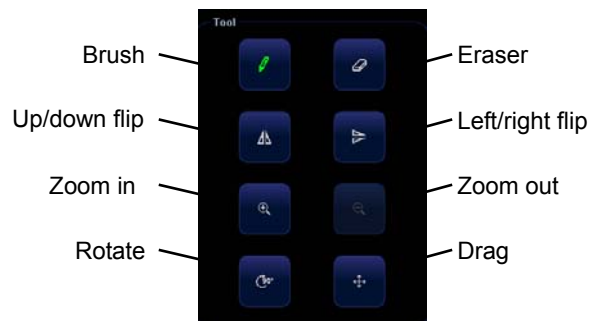 Tool
Brush
Eraser
Up/down flip
Left/right flip
Zoom in
Zoom out
Rotate
Drag